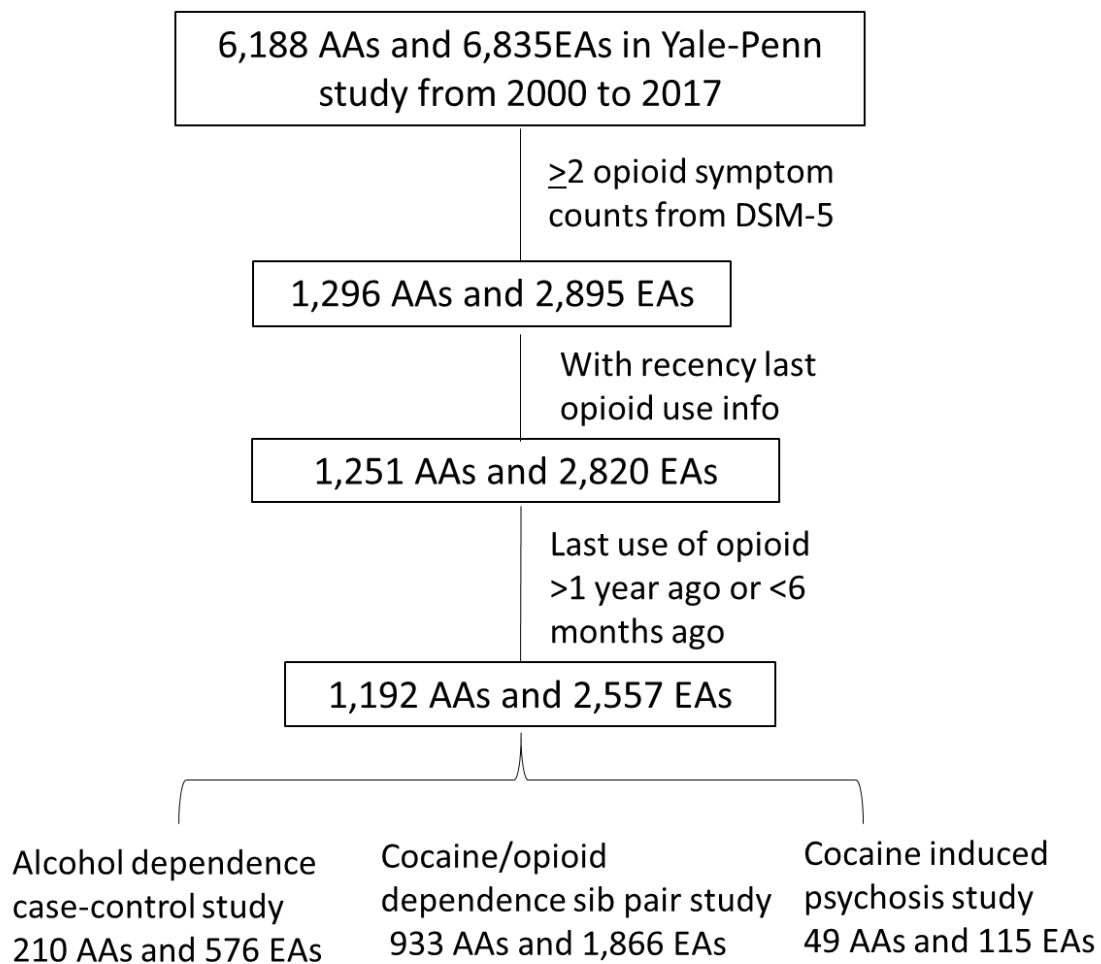 6,188 AAs and 6,835EAs in Yale-Penn
study from 2000 to 2017
≥2 opioid symptom
counts from DSM-5
1,296 AAs and 2,895 EAs
With recency last
opioid use info
1,251 AAs and 2,820 EAs
Last use of opioid
>1 year ago or <6
months ago
1,192 AAs and 2,557 EAs
Alcohol dependence
case-control study
210 AAs and 576 EAs
Cocaine/opioid
dependence sib pair study
933 AAs and 1,866 EAs
Cocaine induced
psychosis study
49 AAs and 115 EAs